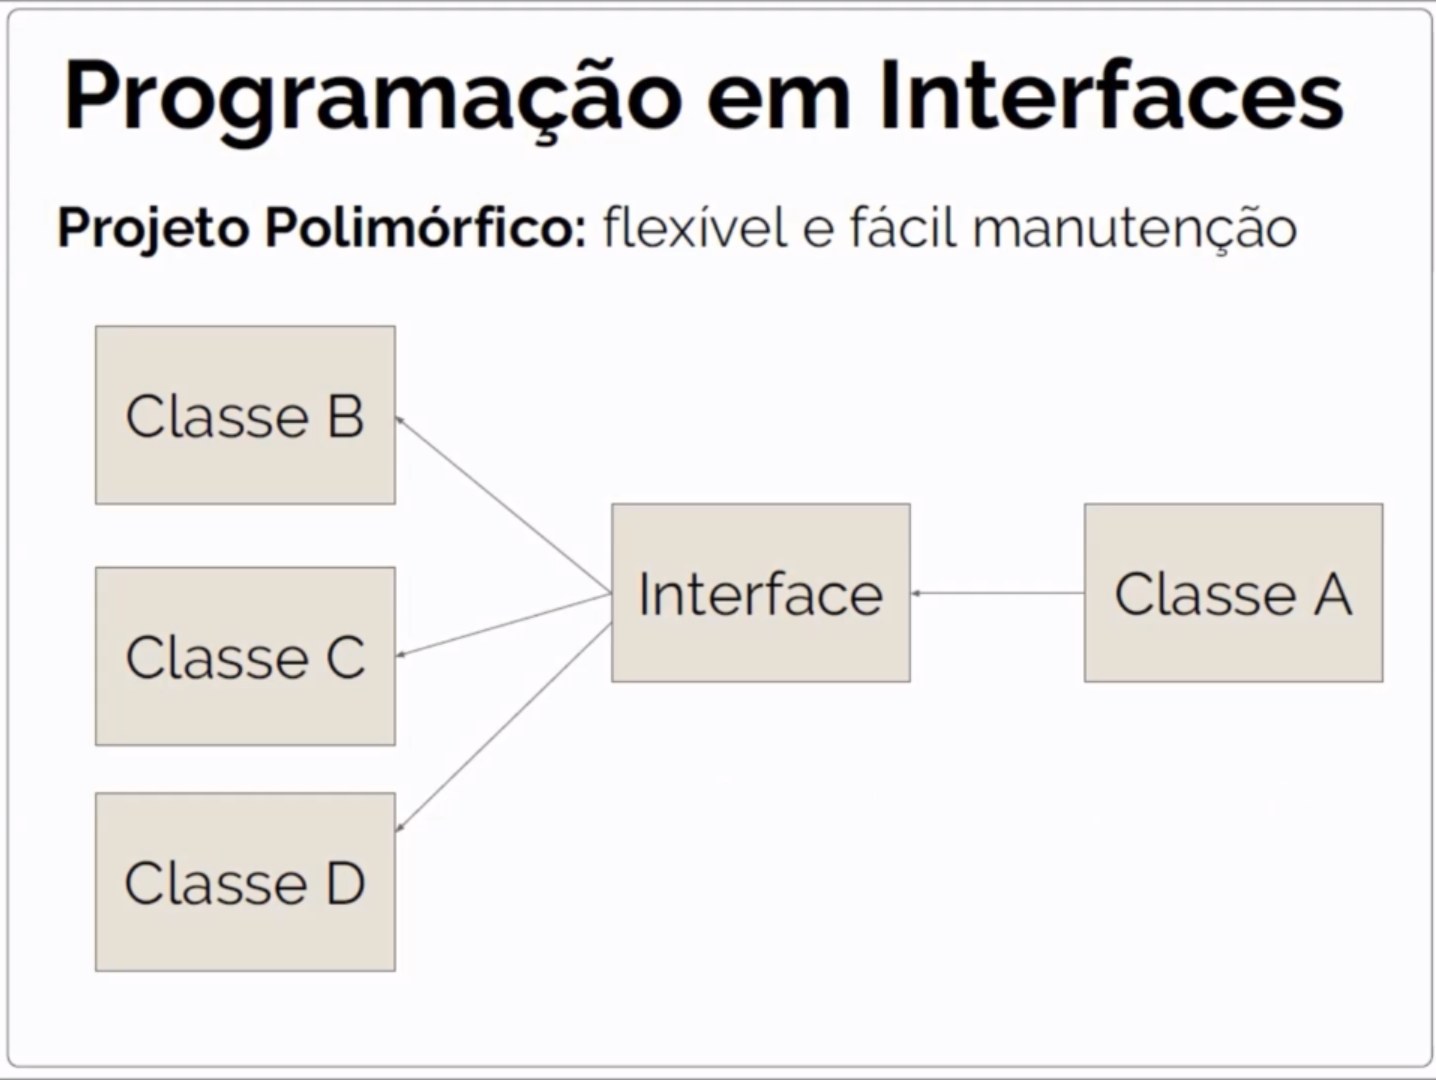 Programação em Interfaces
Projeto Polimórfico: flexível e fácil manutenção
Classe B
Classe C
Classe D
Interface
Classe A